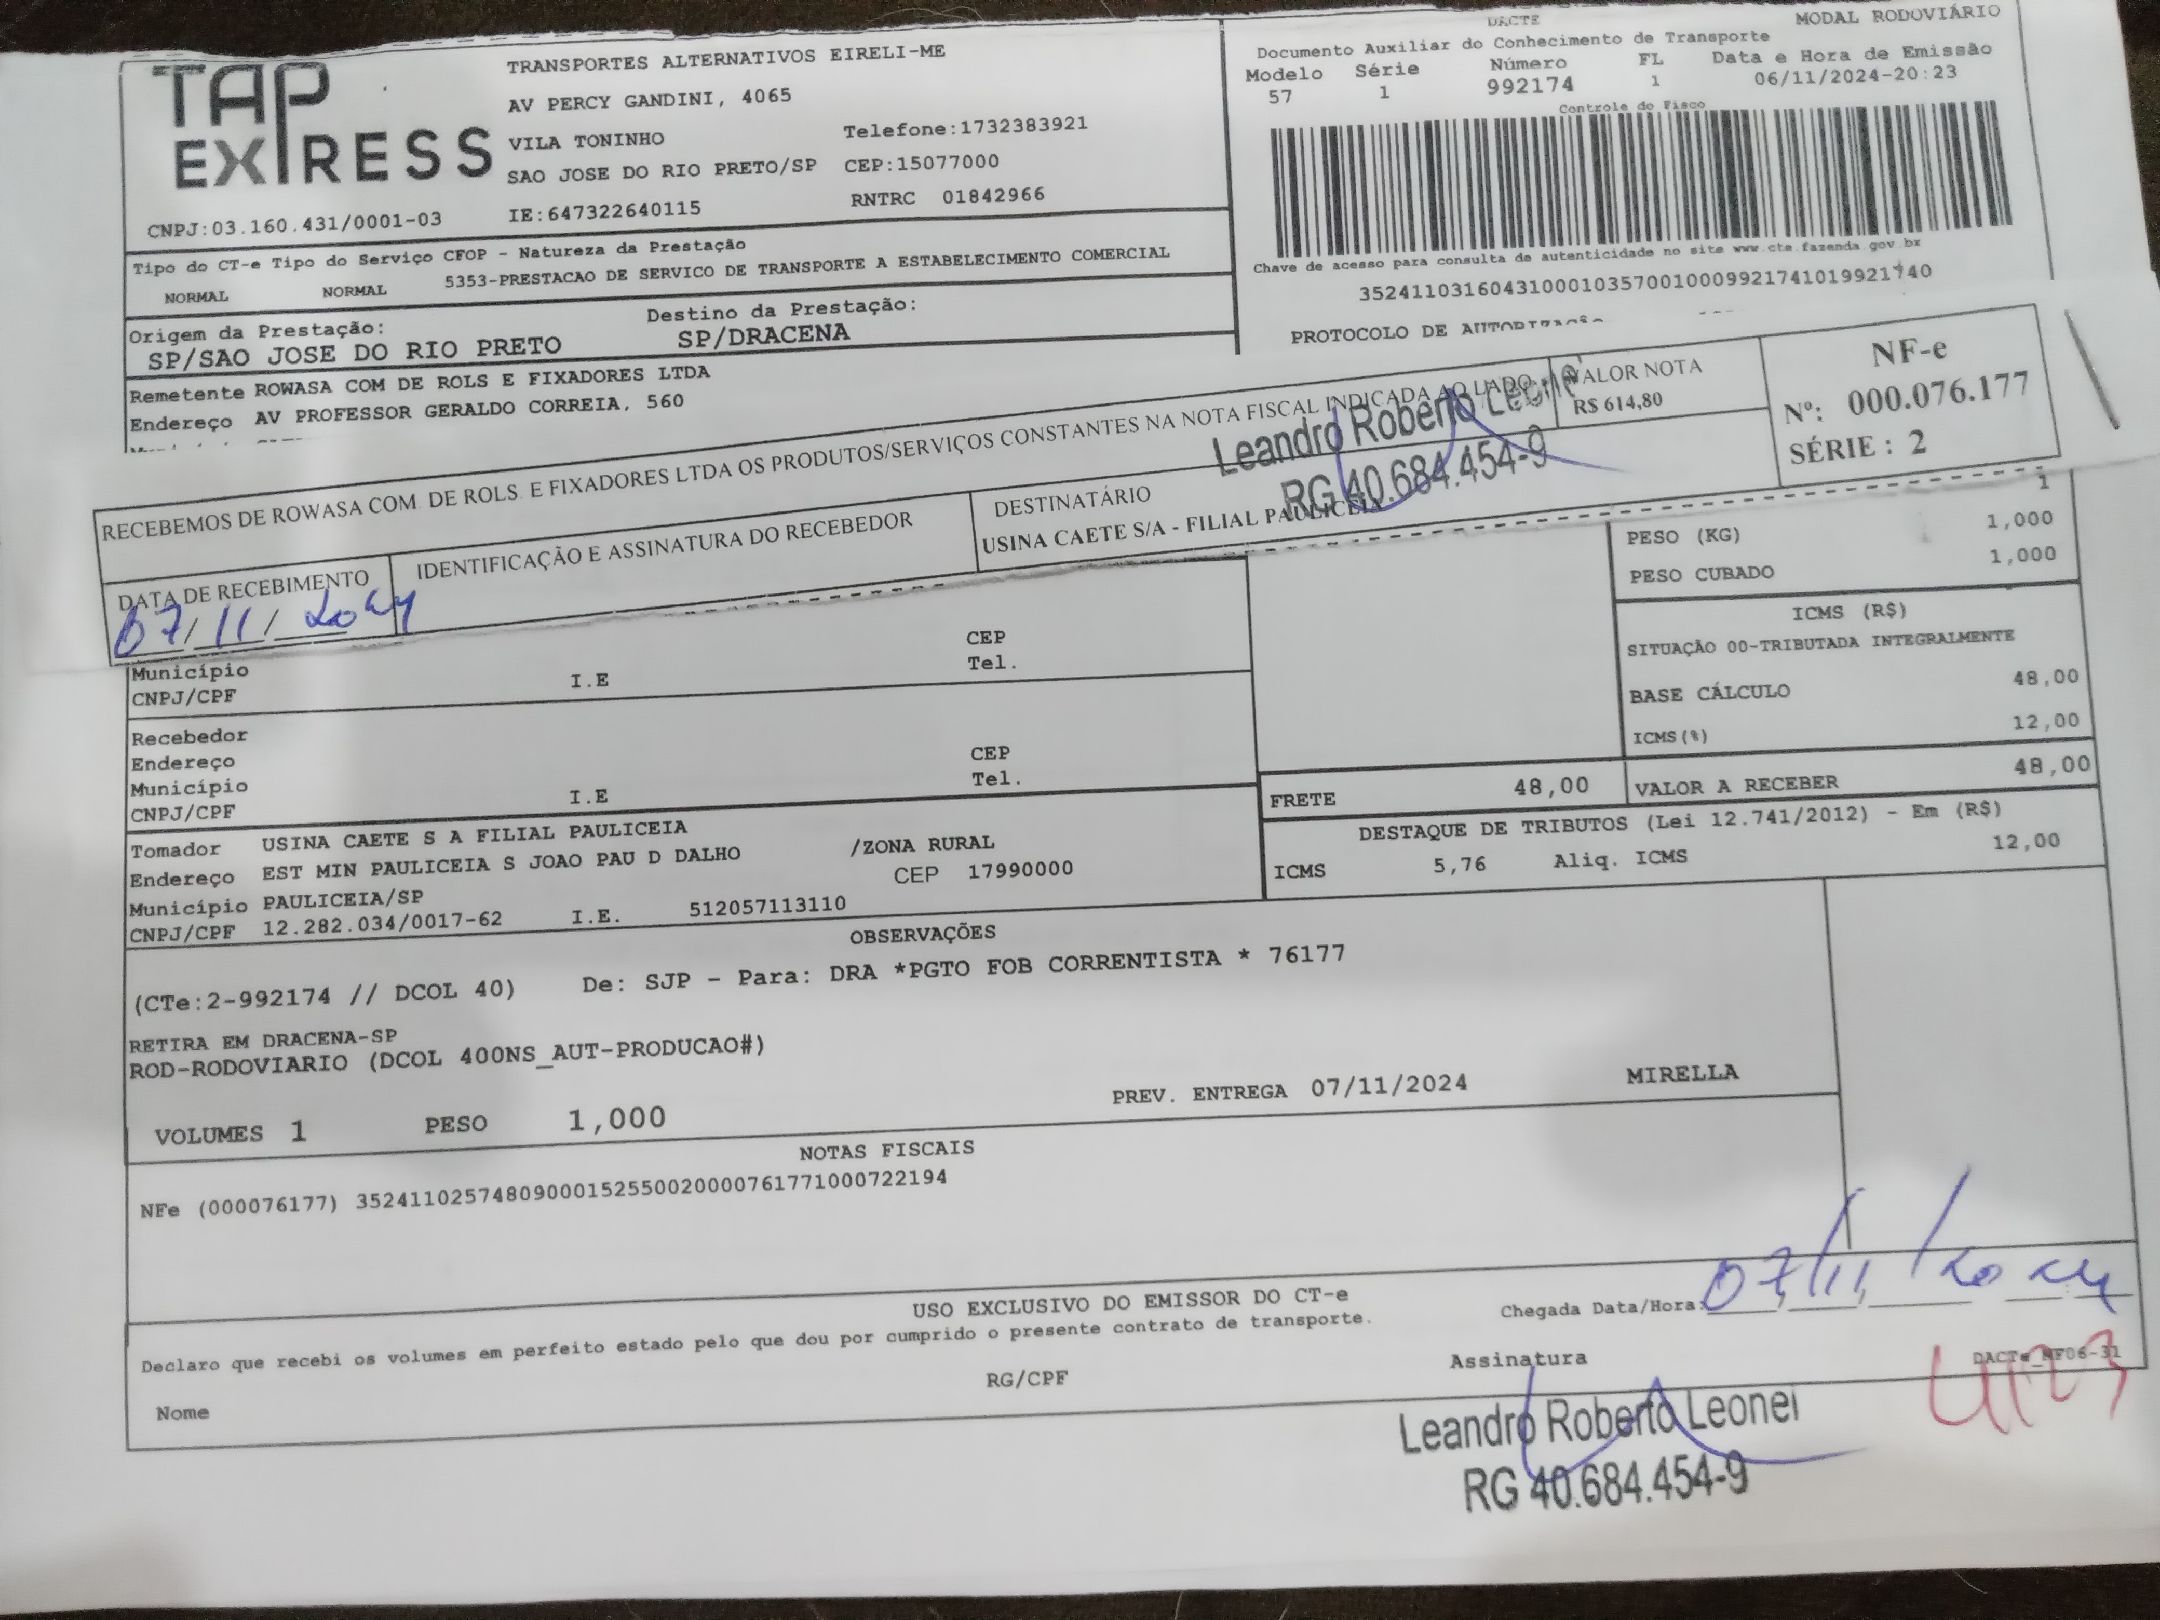 TAP EXPRESS
TRANSPORTES ALTERNATIVOS EIRELI-ME
AV PERCY GANDINI, 4065
VILA TONINHO Telefone:1732383921
SAO JOSE DO RIO PRETO/SP CEP:15077000
CNPJ:03.160.431/0001-03 IE:647322640115 RNTRC 01842966
DACTE MODAL RODOVIÁRIO
Documento Auxiliar do Conhecimento de Transporte
Modelo Série Número FL Data e Hora de Emissão
57 1 992174 1 06/11/2024-20:23
Controle do Fisco
Chave de acesso para consulta de autenticidade no site www.cte.fazenda.gov.br
35241103160431000103570010009921741019921740
PROTOCOLO DE AUTORIZAÇÃO
Tipo do CT-e Tipo do Serviço CFOP - Natureza da Prestação
NORMAL NORMAL 5353-PRESTACAO DE SERVICO DE TRANSPORTE A ESTABELECIMENTO COMERCIAL
Origem da Prestação: Destino da Prestação:
SP/SAO JOSE DO RIO PRETO SP/DRACENA
Remetente ROWASA COM DE ROLS E FIXADORES LTDA
Endereço AV PROFESSOR GERALDO CORREIA, 560
RECEBEMOS DE ROWASA COM. DE ROLS. E FIXADORES LTDA OS PRODUTOS/SERVIÇOS CONSTANTES NA NOTA FISCAL INDICADA AO LADO
VALOR NOTA
R$ 614,80
NF-e
Nº: 000.076.177
SÉRIE : 2
Leandro Roberto Leonei
RG 40.684.454-9
DATA DE RECEBIMENTO
07/11/2024
IDENTIFICAÇÃO E ASSINATURA DO RECEBEDOR
DESTINATÁRIO
USINA CAETE S/A - FILIAL PAULICEIA
1
PESO (KG) 1,000
PESO CUBADO 1,000
ICMS (R$)
SITUAÇÃO 00-TRIBUTADA INTEGRALMENTE
BASE CÁLCULO 48,00
ICMS(%) 12,00
Município CEP
CNPJ/CPF I.E Tel.
Recebedor
Endereço CEP
Município Tel.
CNPJ/CPF I.E
FRETE 48,00 VALOR A RECEBER 48,00
DESTAQUE DE TRIBUTOS (Lei 12.741/2012) - Em (R$)
ICMS 5,76 Aliq. ICMS 12,00
Tomador USINA CAETE S A FILIAL PAULICEIA
Endereço EST MIN PAULICEIA S JOAO PAU D DALHO /ZONA RURAL
Município PAULICEIA/SP CEP 17990000
CNPJ/CPF 12.282.034/0017-62 I.E. 512057113110
OBSERVAÇÕES
(CTe:2-992174 // DCOL 40) De: SJP - Para: DRA *PGTO FOB CORRENTISTA * 76177
RETIRA EM DRACENA-SP
ROD-RODOVIARIO (DCOL 400NS_AUT-PRODUCAO#)
VOLUMES 1 PESO 1,000 PREV. ENTREGA 07/11/2024 MIRELLA
NOTAS FISCAIS
NFe (000076177) 35241102574809000152550020000761771000722194
USO EXCLUSIVO DO EMISSOR DO CT-e
Declaro que recebi os volumes em perfeito estado pelo que dou por cumprido o presente contrato de transporte.
Chegada Data/Hora: 07/11/2024
Nome RG/CPF Assinatura
Leandro Roberto Leonei
RG 40.684.454-9